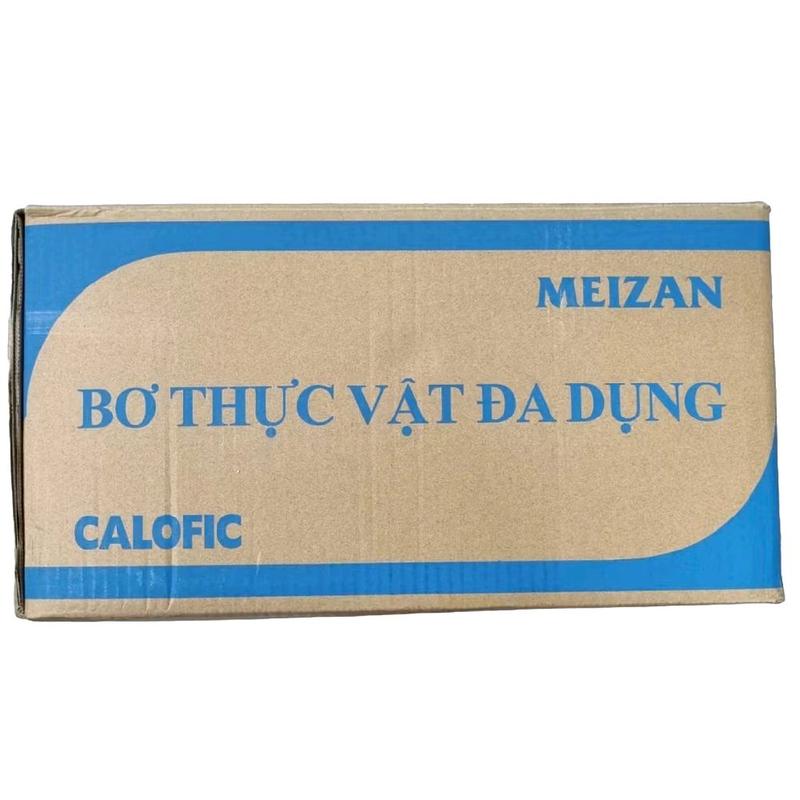 MEIZAN
BƠ THỰC VẬT ĐA DỤNG
CALOFIC